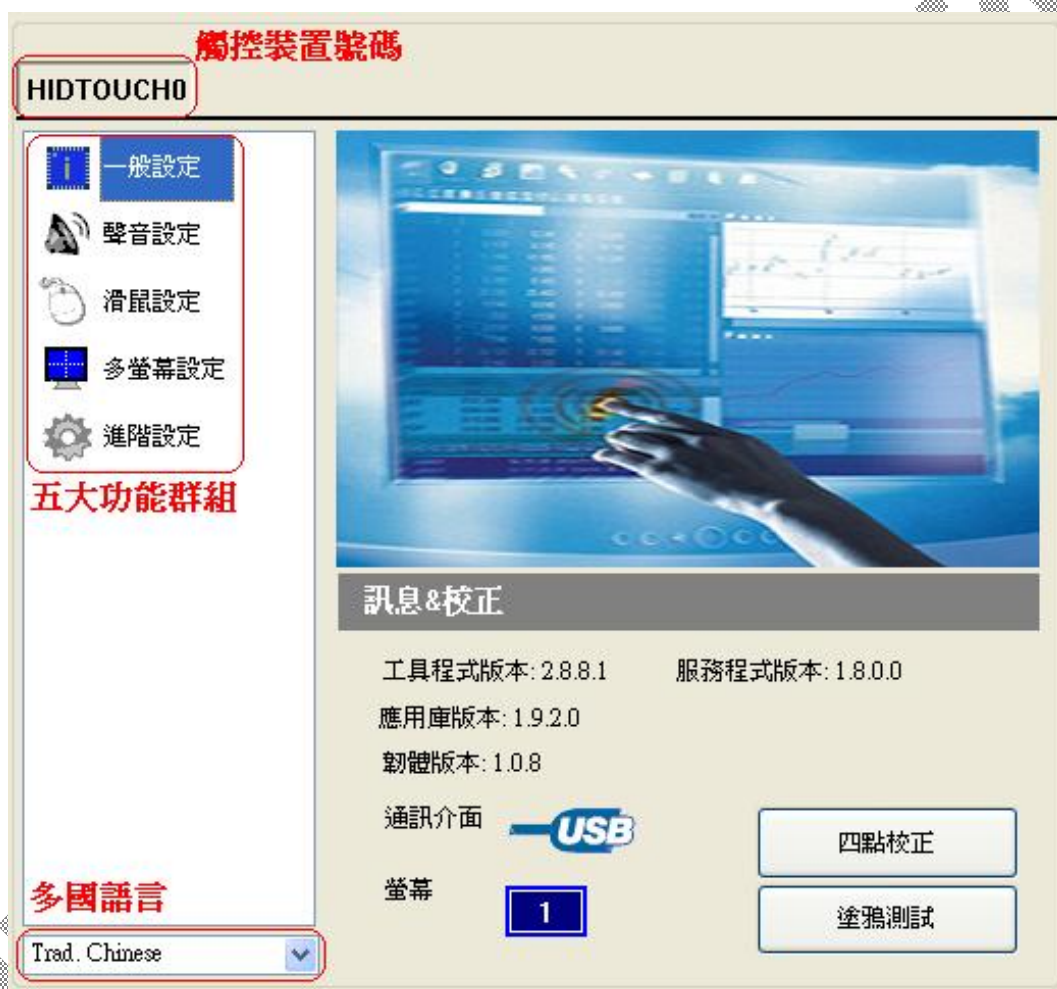 觸控裝置號碼
HIDTOUCH0
一般設定
聲音設定
滑鼠設定
多螢幕設定
進階設定
五大功能群組
訊息&校正
工具程式版本: 2.8.8.1 服務程式版本: 1.8.0.0
應用庫版本: 1.9.2.0
韌體版本: 1.0.8
通訊介面 USB
四點校正
螢幕 1
塗鴉測試
多國語言
Trad. Chinese